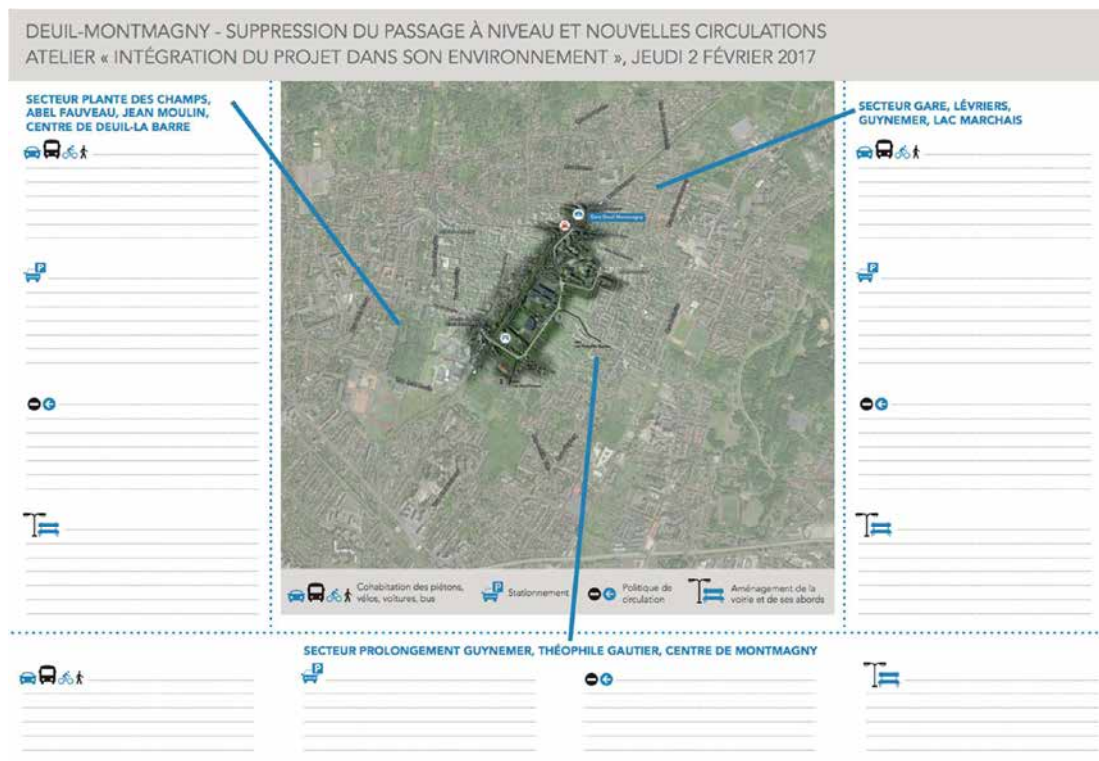 DEUIL-MONTMAGNY - SUPPRESSION DU PASSAGE À NIVEAU ET NOUVELLES CIRCULATIONS
ATELIER « INTÉGRATION DU PROJET DANS SON ENVIRONNEMENT », JEUDI 2 FÉVRIER 2017
SECTEUR PLANTE DES CHAMPS,
ABEL FAUVEAU, JEAN MOULIN,
CENTRE DE DEUIL-LA BARRE
SECTEUR GARE, LÉVRIERS,
GUYNEMER, LAC MARCHAIS
P
P
Gare Deuil Montmagny
Cohabitation des piétons,
vélos, voitures, bus
P
Stationnement
Politique de
circulation
Aménagement de la
voirie et de ses abords
SECTEUR PROLONGEMENT GUYNEMER, THÉOPHILE GAUTIER, CENTRE DE MONTMAGNY
P